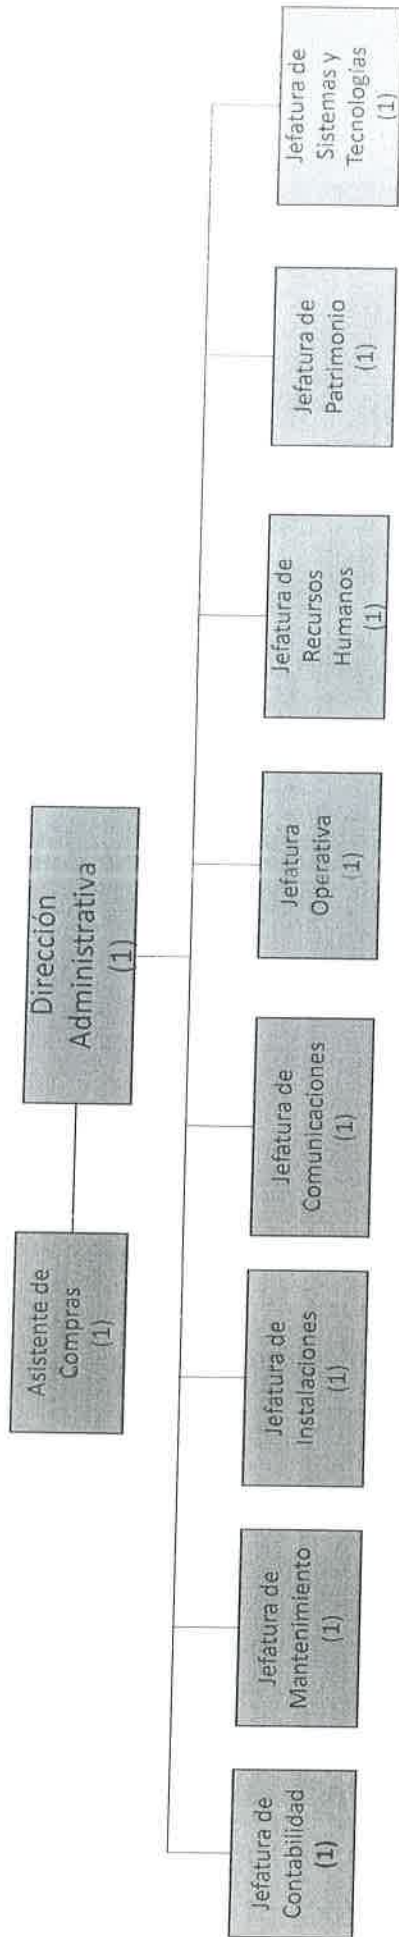 Dirección
Administrativa
(1)
Asistente de
Compras
(1)
Jefatura de
Contabilidad
(1)
Jefatura de
Mantenimiento
(1)
Jefatura de
Instalaciones
(1)
Jefatura de
Comunicaciones
(1)
Jefatura
Operativa
(1)
Jefatura de
Recursos
Humanos
(1)
Jefatura de
Patrimonio
(1)
Jefatura de
Sistemas y
Tecnologías
(1)